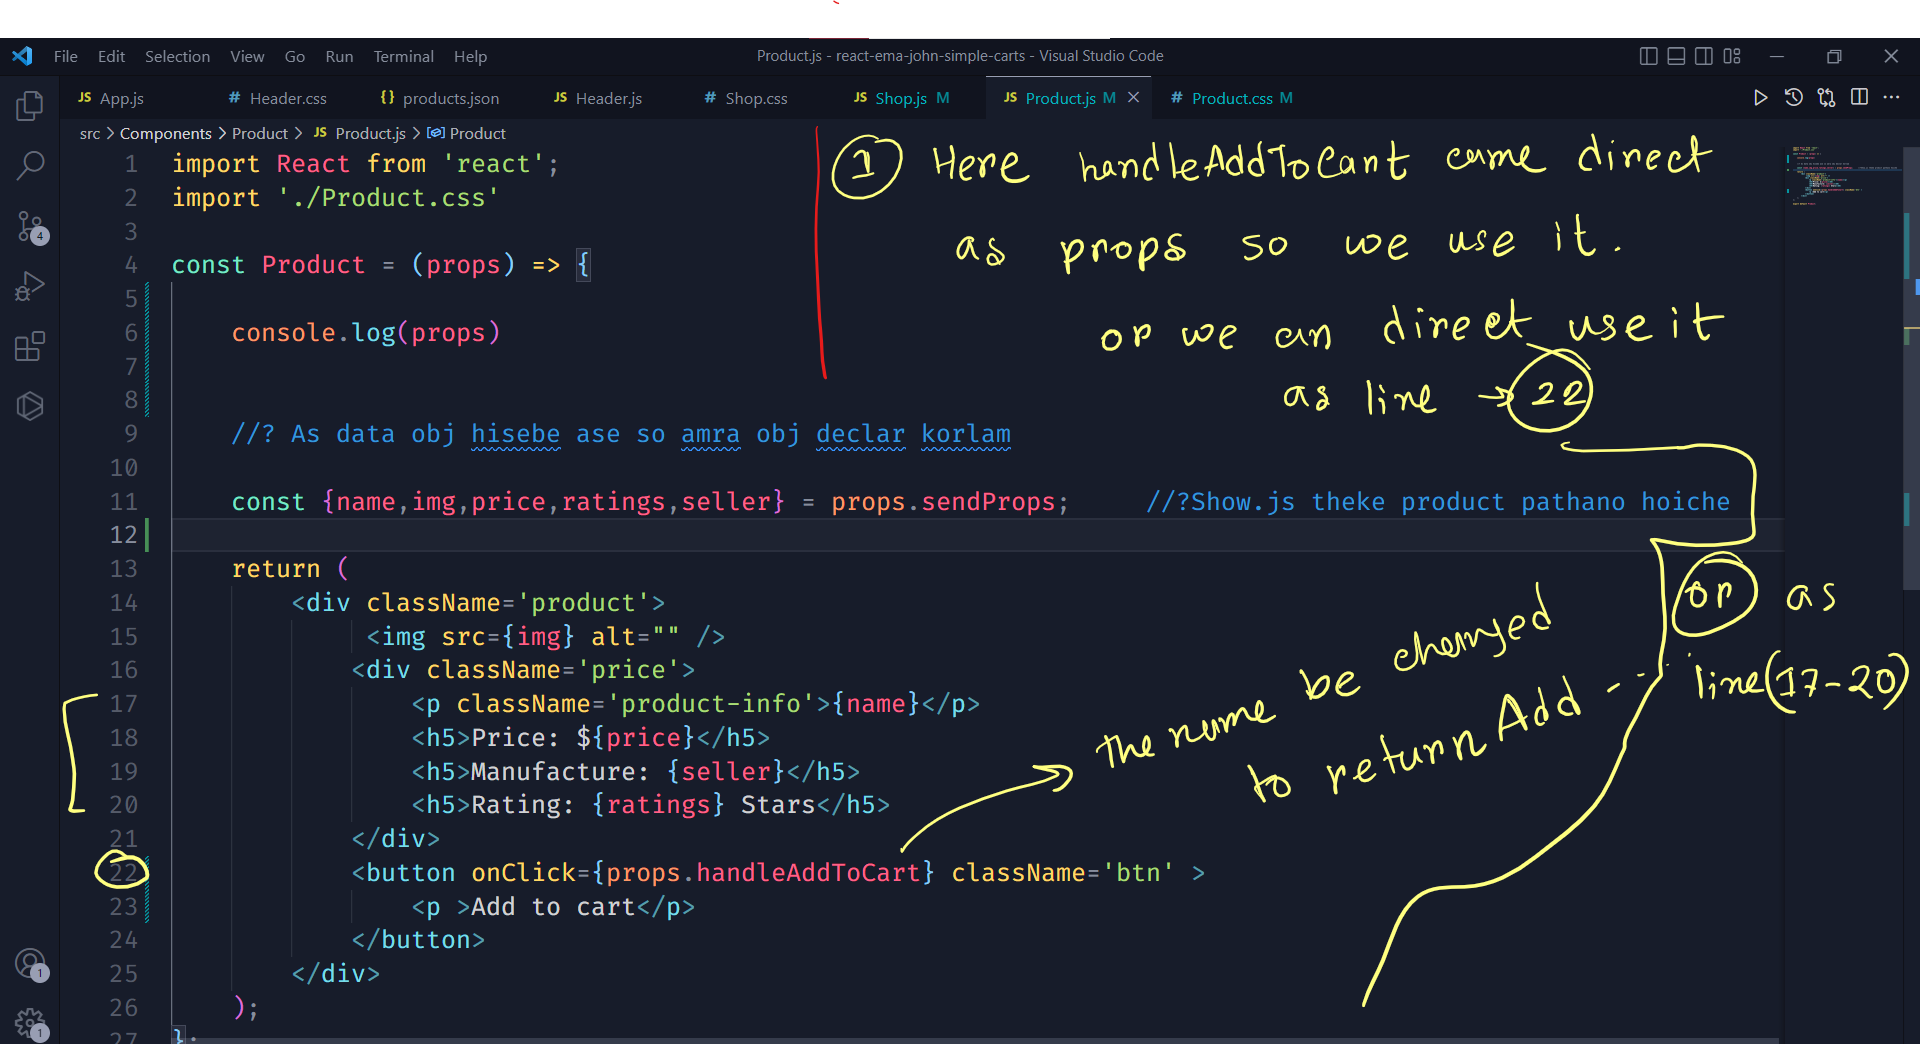 File Edit Selection View Go Run Terminal Help
Product.js - react-ema-john-simple-carts - Visual Studio Code
JS App.js # Header.css {} products.json JS Header.js # Shop.css JS Shop.js M JS Product.js M # Product.css M
src > Components > Product > JS Product.js > Product
1 import React from 'react';
2 import './Product.css'
3
4 const Product = (props) => {
5
6 console.log(props)
7
8
9 //? As data obj hisebe ase so amra obj declar korlam
10
11 const {name,img,price,ratings,seller} = props.sendProps; //?Show.js theke product pathano hoiche
12
13 return (
14 <div className='product'>
15 <img src={img} alt="" />
16 <div className='price'>
17 <p className='product-info'>{name}</p>
18 <h5>Price: ${price}</h5>
19 <h5>Manufacture: {seller}</h5>
20 <h5>Rating: {ratings} Stars</h5>
21 </div>
22 <button onClick={props.handleAddToCart} className='btn' >
23 <p >Add to cart</p>
24 </button>
25 </div>
26 );
27 };
4
1
1
1 Here handleAddToCart came direct
as props so we use it.
or we can direct use it
as line → 22
or as
line(17-20)
the name be changed
to return Add --